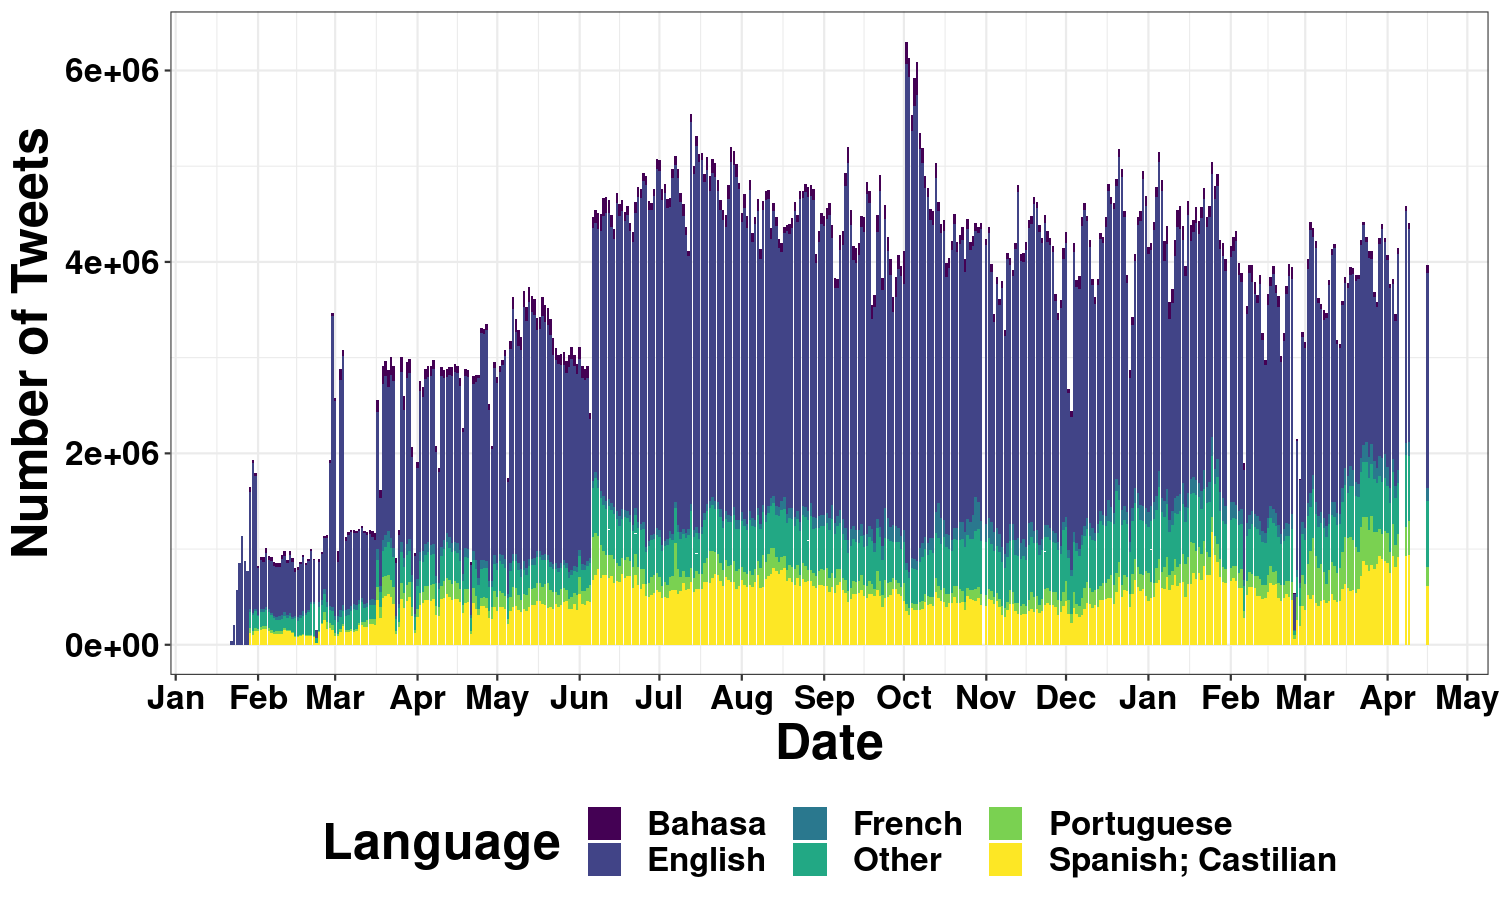 Number of Tweets
6e+06
4e+06
2e+06
0e+00
Jan Feb Mar Apr May Jun Jul Aug Sep Oct Nov Dec Jan Feb Mar Apr May
Date
Language
Bahasa French Portuguese
English Other Spanish; Castilian